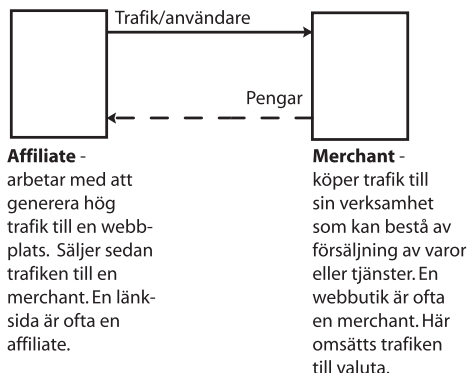 Trafik/användare
Pengar
Affiliate -
arbetar med att
generera hög
trafik till en webb-
plats. Säljer sedan
trafiken till en
merchant. En länk-
sida är ofta en
affiliate.
Merchant -
köper trafik till
sin verksamhet
som kan bestå av
försäljning av varor
eller tjänster. En
webbutik är ofta
en merchant. Här
omsätts trafiken
till valuta.